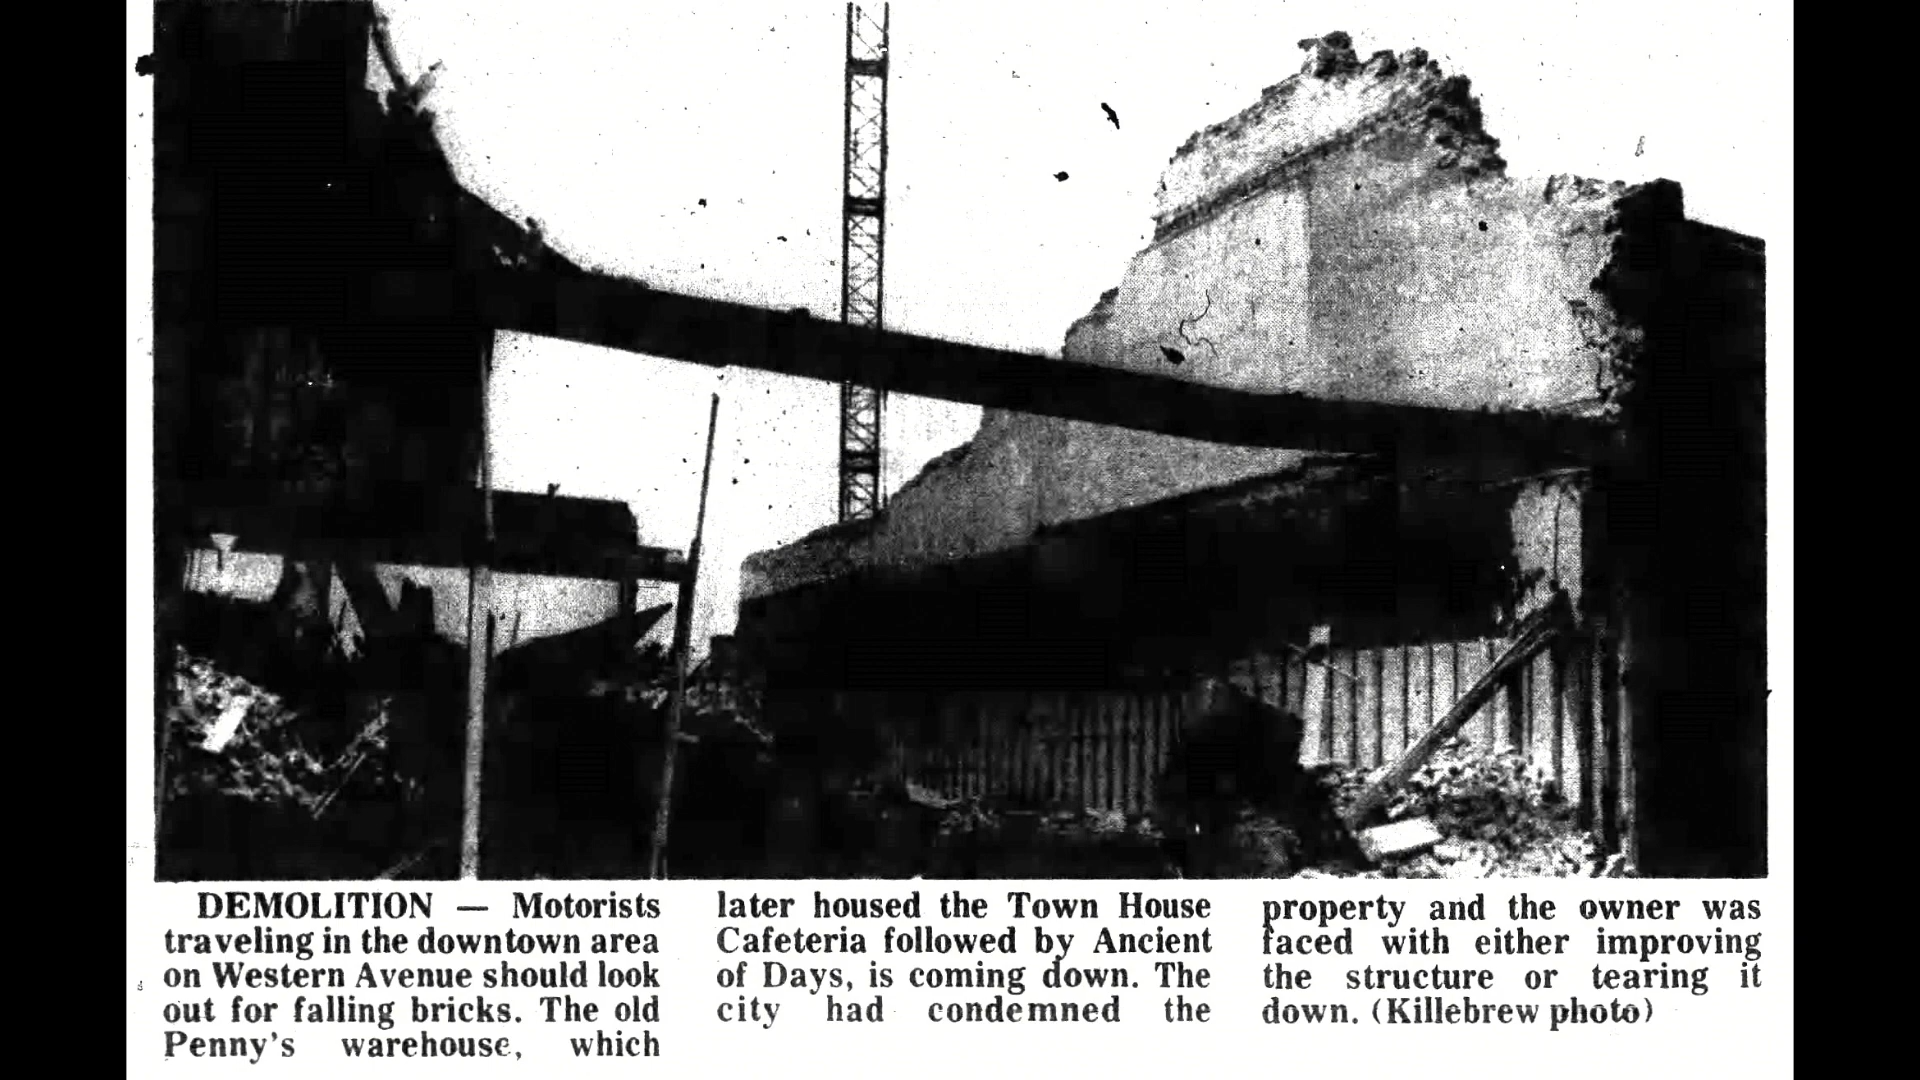 DEMOLITION — Motorists
traveling in the downtown area
on Western Avenue should look
out for falling bricks. The old
Penny's warehouse, which
later housed the Town House
Cafeteria followed by Ancient
of Days, is coming down. The
city had condemned the
property and the owner was
faced with either improving
the structure or tearing it
down. (Killebrew photo)